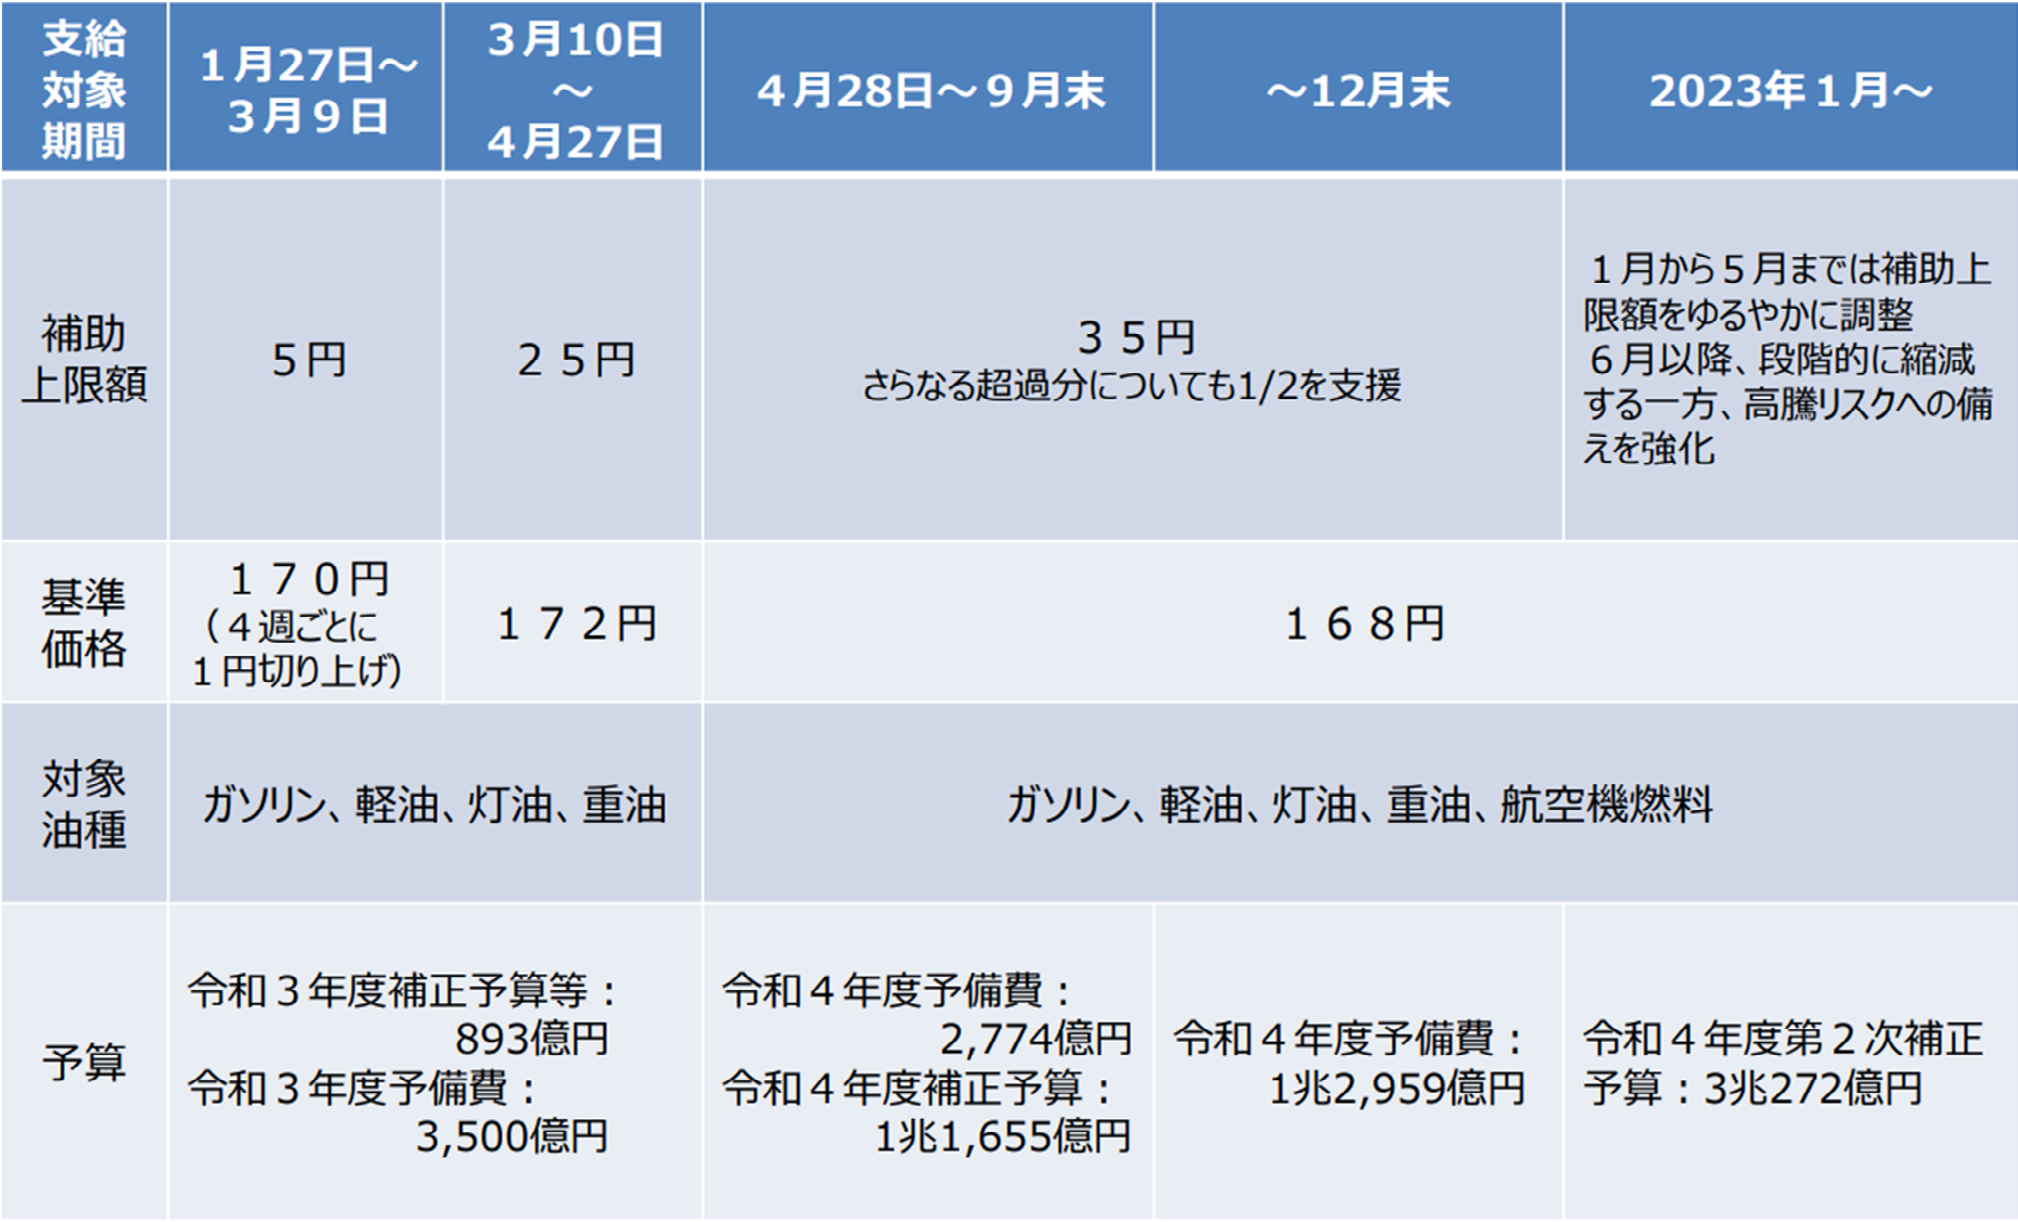 支給
対象
期間
１月27日～
３月９日
３月10日
～
４月27日
４月28日～９月末
～12月末
2023年１月～
補助
上限額
５円
２５円
３５円
さらなる超過分についても1/2を支援
１月から５月までは補助上
限額をゆるやかに調整
６月以降、段階的に縮減
する一方、高騰リスクへの備
えを強化
基準
価格
１７０円
（４週ごとに
１円切り上げ）
１７２円
１６８円
対象
油種
ガソリン、軽油、灯油、重油
ガソリン、軽油、灯油、重油、航空機燃料
予算
令和３年度補正予算等：
893億円
令和３年度予備費：
3,500億円
令和４年度予備費：
2,774億円
令和４年度補正予算：
1兆1,655億円
令和４年度予備費：
1兆2,959億円
令和４年度第２次補正
予算：3兆272億円